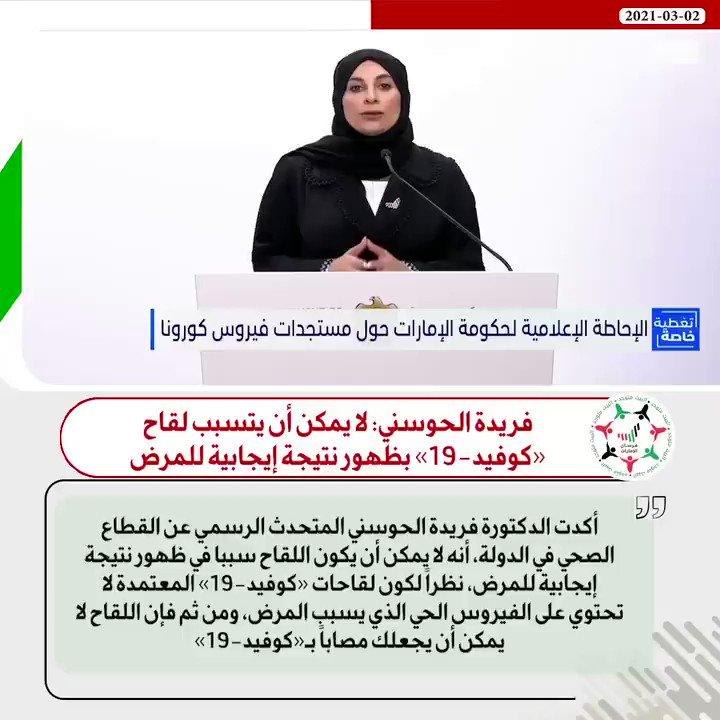 2021-03-02
تغطية
خاصة
الإحاطة الإعلامية لحكومة الإمارات حول مستجدات فيروس كورونا
فريدة الحوسني: لا يمكن أن يتسبب لقاح
«كوفيد-19» بظهور نتيجة إيجابية للمرض
فرسان
الإمارات
أكدت الدكتورة فريدة الحوسني المتحدث الرسمي عن القطاع
الصحي في الدولة، أنه لا يمكن أن يكون اللقاح سببا في ظهور نتيجة
إيجابية للمرض، نظراً لكون لقاحات «كوفيد-19» المعتمدة لا
تحتوي على الفيروس الحي الذي يسبب المرض، ومن ثم فإن اللقاح لا
يمكن أن يجعلك مصاباً بـ«كوفيد-19»